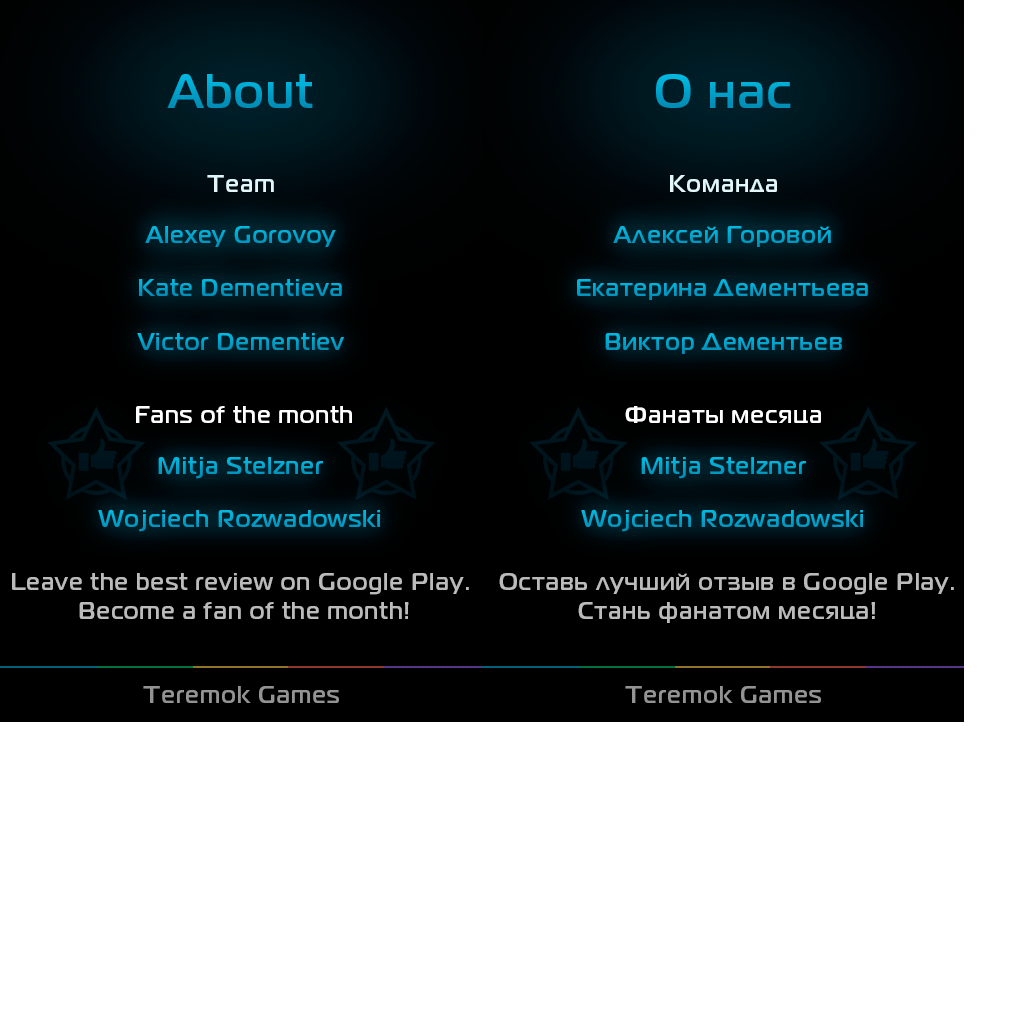 About
Team
Alexey Gorovoy
Kate Dementieva
Victor Dementiev
Fans of the month
Mitja Stelzner
Wojciech Rozwadowski
Leave the best review on Google Play.
Become a fan of the month!
Teremok Games
О нас
Команда
Алексей Горовой
Екатерина Дементьева
Виктор Дементьев
Фанаты месяца
Mitja Stelzner
Wojciech Rozwadowski
Оставь лучший отзыв в Google Play.
Стань фанатом месяца!
Teremok Games